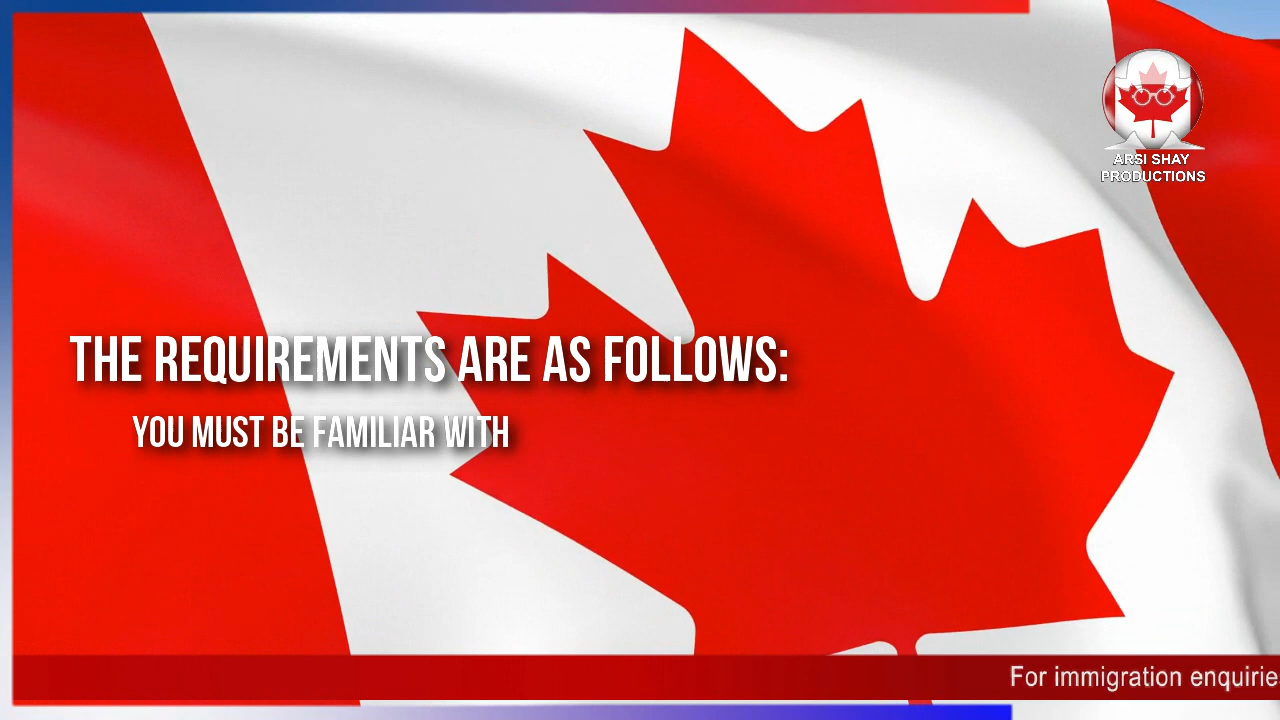 ARSI SHAY
PRODUCTIONS
THE REQUIREMENTS ARE AS FOLLOWS:
YOU MUST BE FAMILIAR WITH
For immigration enquirie